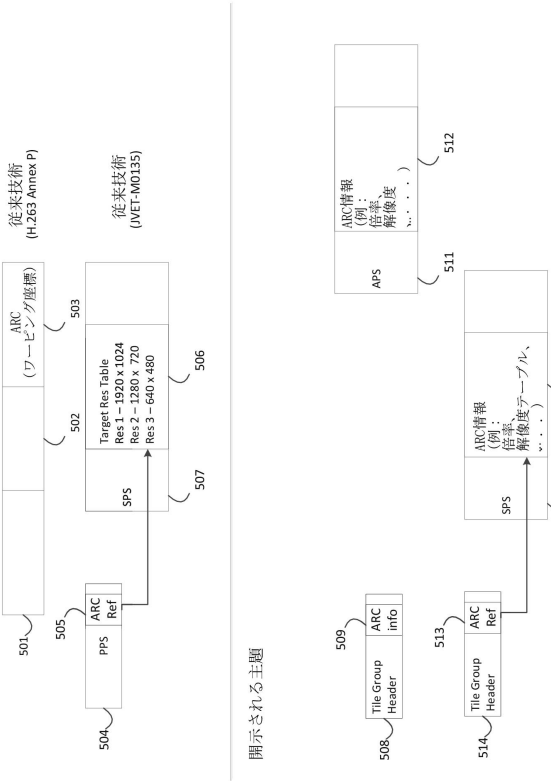 従来技術
(H.263 Annex P)
ARC
(ワーピング座標)
501
502
503
従来技術
(JVET-M0135)
504
PPS
505
ARC
Ref
SPS
507
Target Res Table
Res 1 – 1920 x 1024
Res 2 – 1280 x 720
Res 3 – 640 x 480
506
開示される主題
508
Tile Group
Header
509
ARC
info
APS
511
ARC情報
(例:
倍率、
解像度
、...)
512
514
Tile Group
Header
513
ARC
Ref
SPS
ARC情報
(例:
倍率、
解像度テーブル、